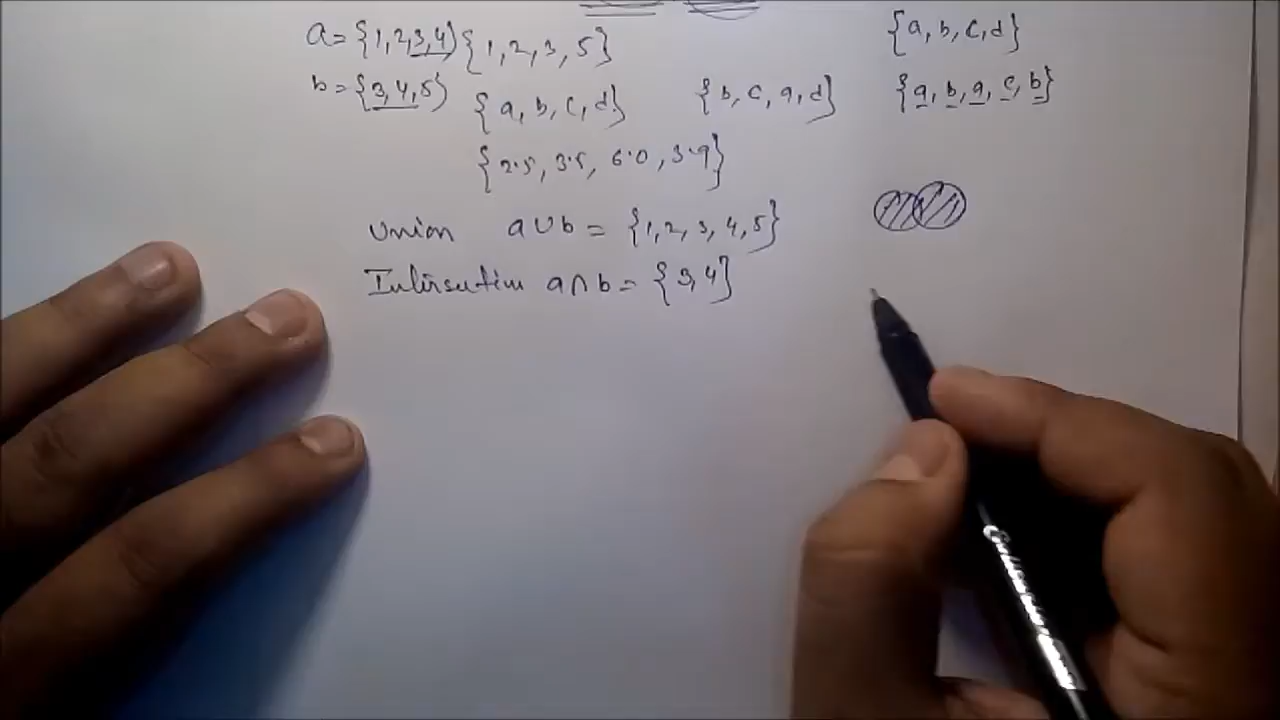 a = {1,2,3,4} {1, 2, 3, 5} {a, b, c, d}
b = {3,4,5} {a, b, c, d} {b, c, a, d} {a, b, a, c, b}
{2.5, 3.5, 6.0, 3.9}
Union a∪b = {1,2, 3, 4, 5}
Intersection a∩b = {3,4}